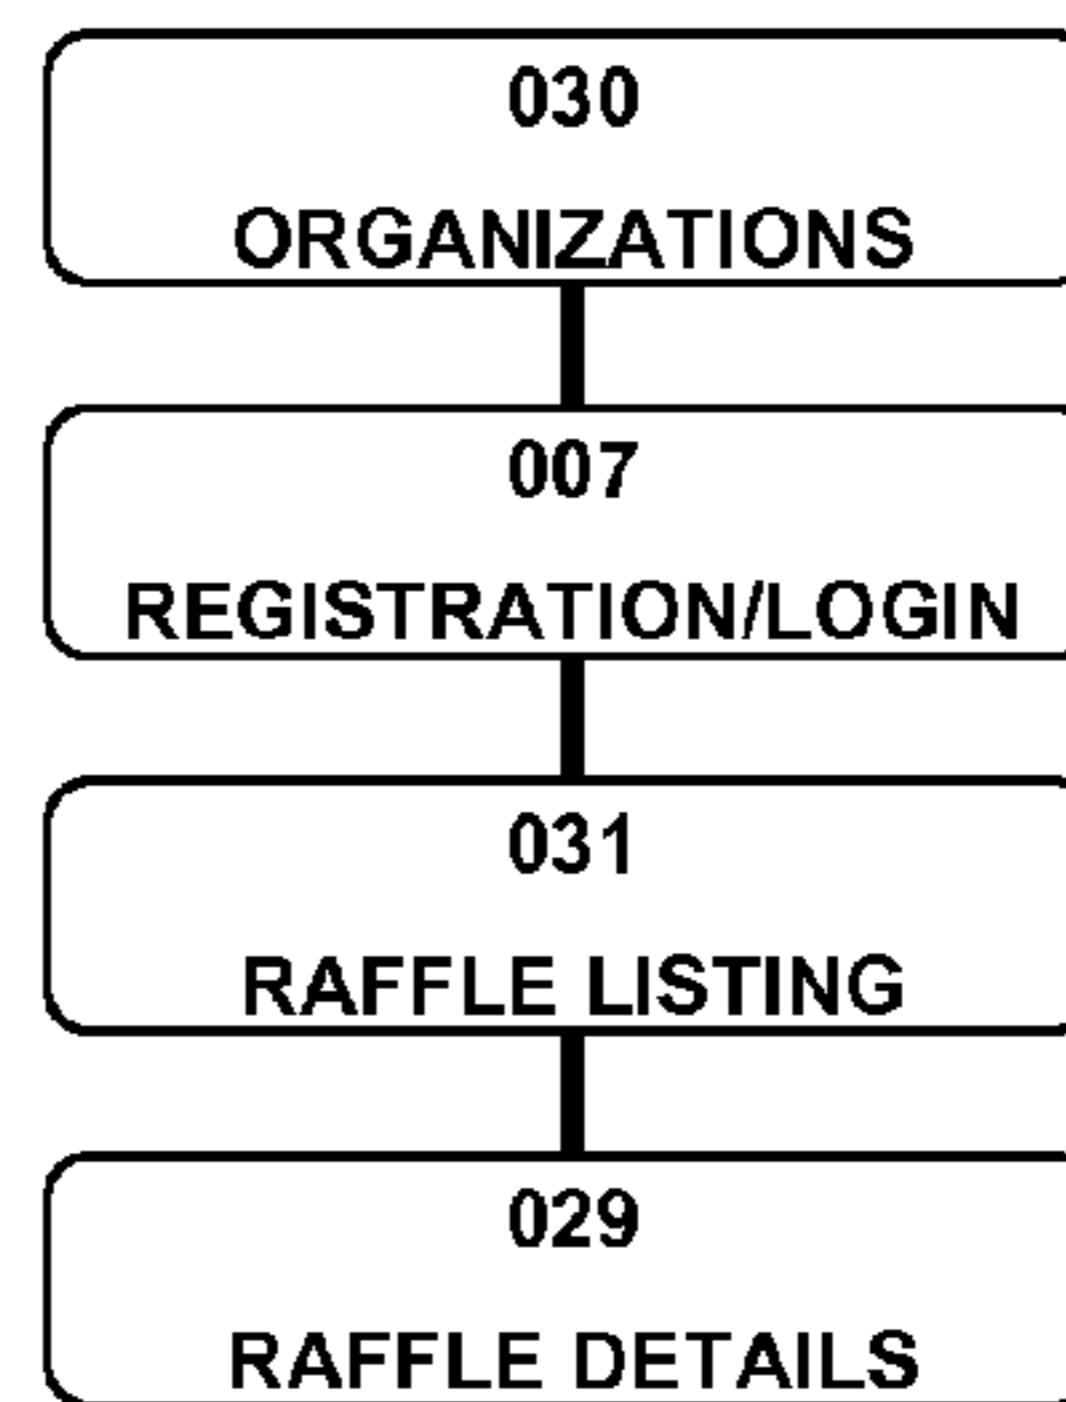 030
ORGANIZATIONS
007
REGISTRATION/LOGIN
031
RAFFLE LISTING
029
RAFFLE DETAILS